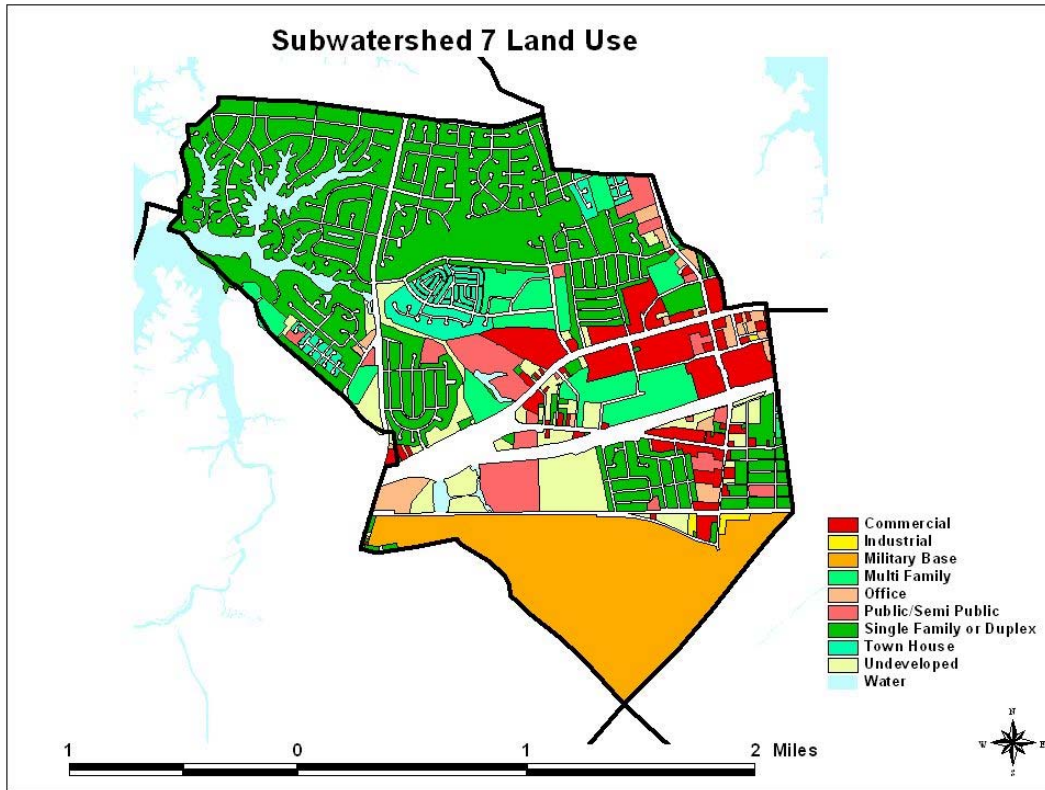 Subwatershed 7 Land Use
Commercial
Industrial
Military Base
Multi Family
Office
Public/Semi Public
Single Family or Duplex
Town House
Undeveloped
Water
N
W E
S
1 0 1 2 Miles